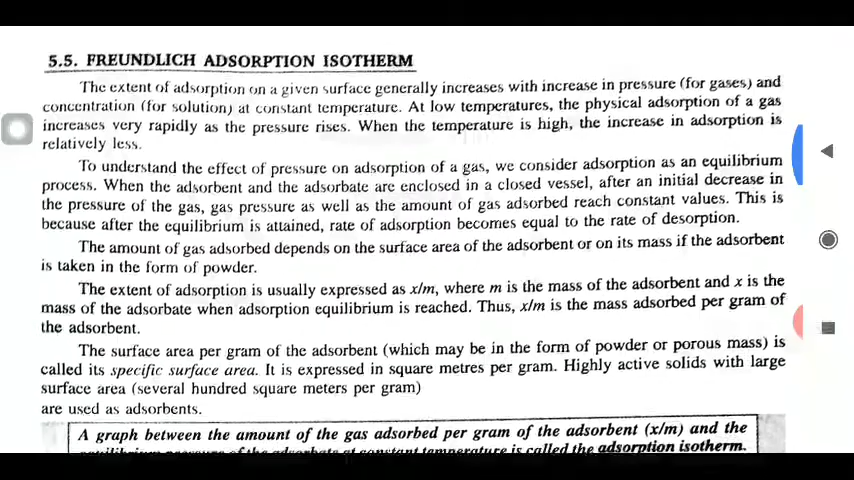 5.5. FREUNDLICH ADSORPTION ISOTHERM
The extent of adsorption on a given surface generally increases with increase in pressure (for gases) and
concentration (for solution) at constant temperature. At low temperatures, the physical adsorption of a gas
increases very rapidly as the pressure rises. When the temperature is high, the increase in adsorption is
relatively less.
To understand the effect of pressure on adsorption of a gas, we consider adsorption as an equilibrium
process. When the adsorbent and the adsorbate are enclosed in a closed vessel, after an initial decrease in
the pressure of the gas, gas pressure as well as the amount of gas adsorbed reach constant values. This is
because after the equilibrium is attained, rate of adsorption becomes equal to the rate of desorption.
The amount of gas adsorbed depends on the surface area of the adsorbent or on its mass if the adsorbent
is taken in the form of powder.
The extent of adsorption is usually expressed as x/m, where m is the mass of the adsorbent and x is the
mass of the adsorbate when adsorption equilibrium is reached. Thus, x/m is the mass adsorbed per gram of
the adsorbent.
The surface area per gram of the adsorbent (which may be in the form of powder or porous mass) is
called its specific surface area. It is expressed in square metres per gram. Highly active solids with large
surface area (several hundred square meters per gram)
are used as adsorbents.
A graph between the amount of the gas adsorbed per gram of the adsorbent (x/m) and the
equilibrium pressure of the adsorbate at constant temperature is called the adsorption isotherm.